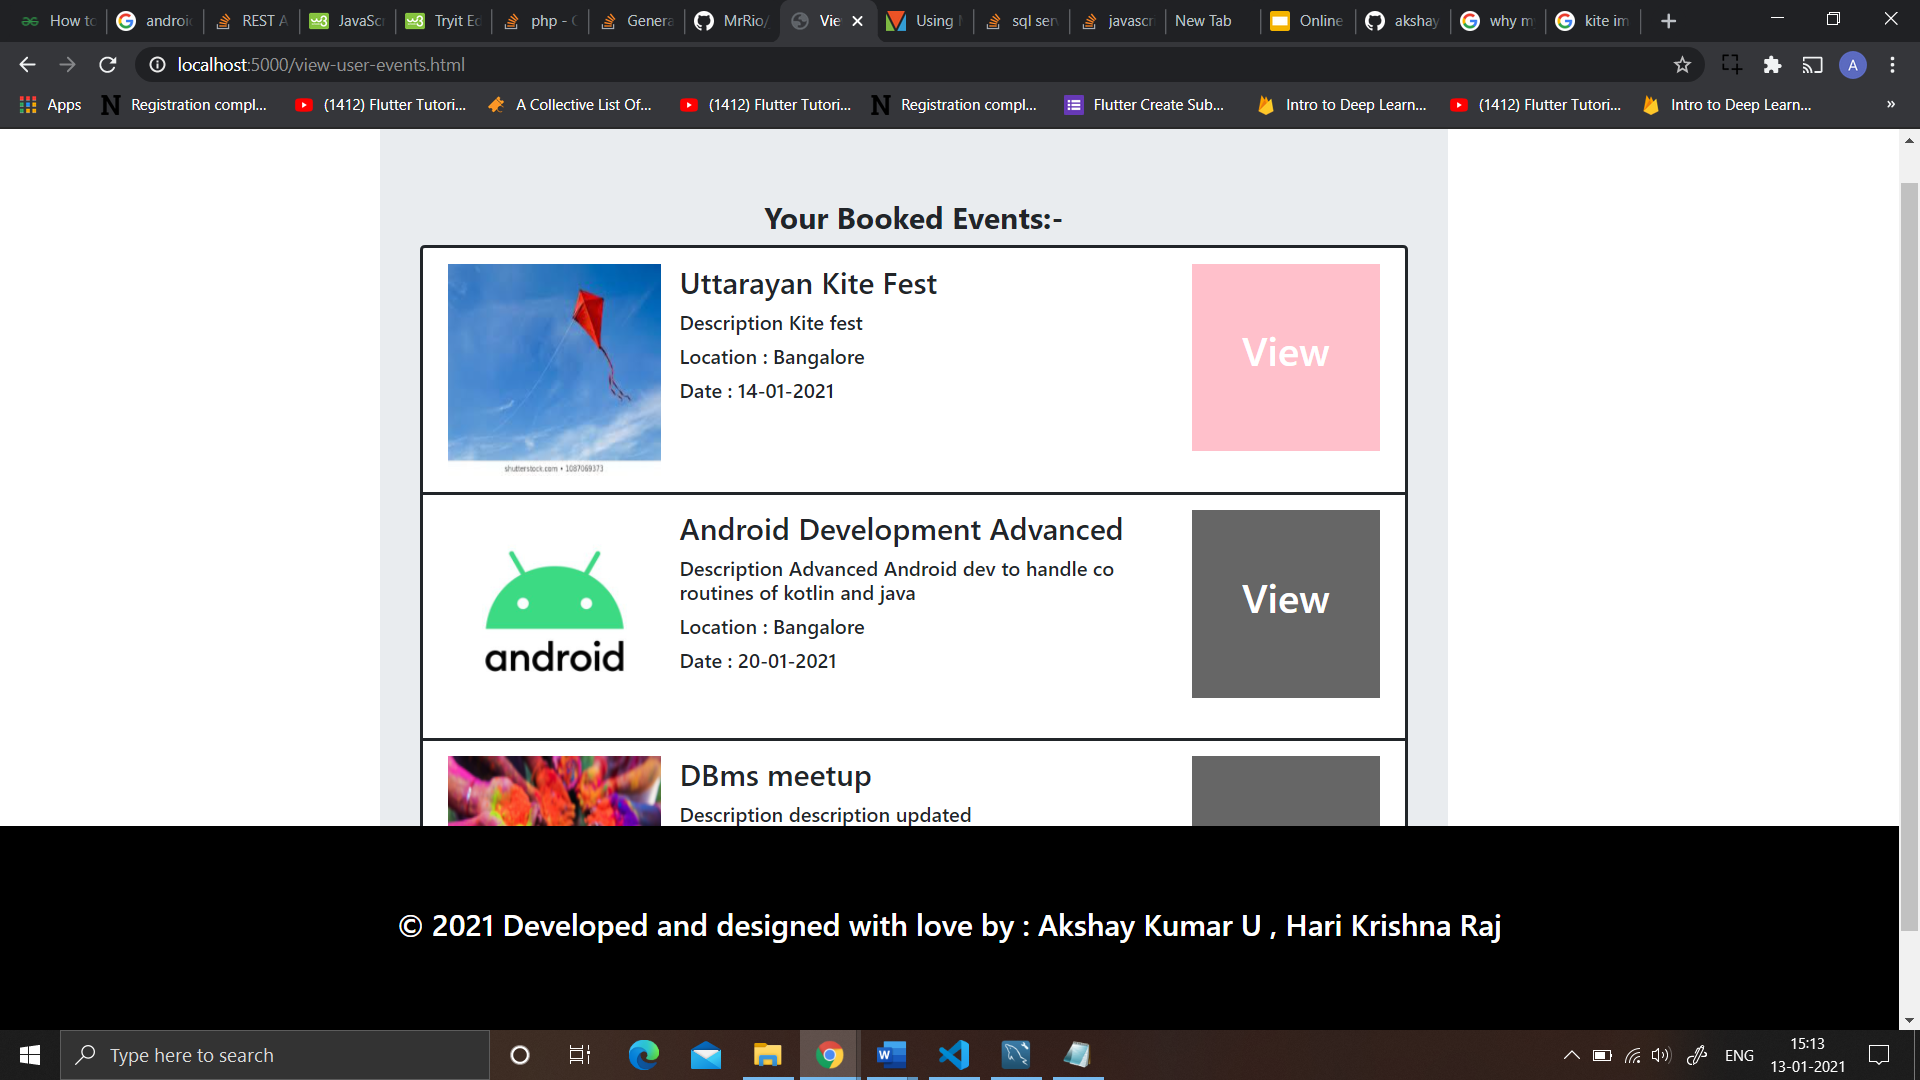 How to
android
REST A
JavaScr
Tryit Ed
php - C
Genera
MrRio/
Vie
Using
sql serv
javascri
New Tab
Online
akshay
why my
kite im
localhost:5000/view-user-events.html
A
Apps
Registration compl...
(1412) Flutter Tutori...
A Collective List Of...
(1412) Flutter Tutori...
Registration compl...
Flutter Create Sub...
Intro to Deep Learn...
(1412) Flutter Tutori...
Intro to Deep Learn...
»
Your Booked Events:-
Uttarayan Kite Fest
Description Kite fest
Location : Bangalore
Date : 14-01-2021
View
shutterstock.com • 1087069373
Android Development Advanced
Description Advanced Android dev to handle co
routines of kotlin and java
Location : Bangalore
Date : 20-01-2021
View
android
DBms meetup
Description description updated
© 2021 Developed and designed with love by : Akshay Kumar U , Hari Krishna Raj
Type here to search
ENG
15:13
13-01-2021